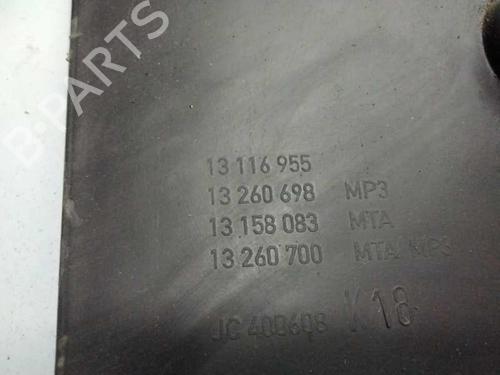 B-PARTS
13 116 955
13 260 698 MP3
13 158 083 MTA
13 260 700 MTA MP3
JC 400608 K18